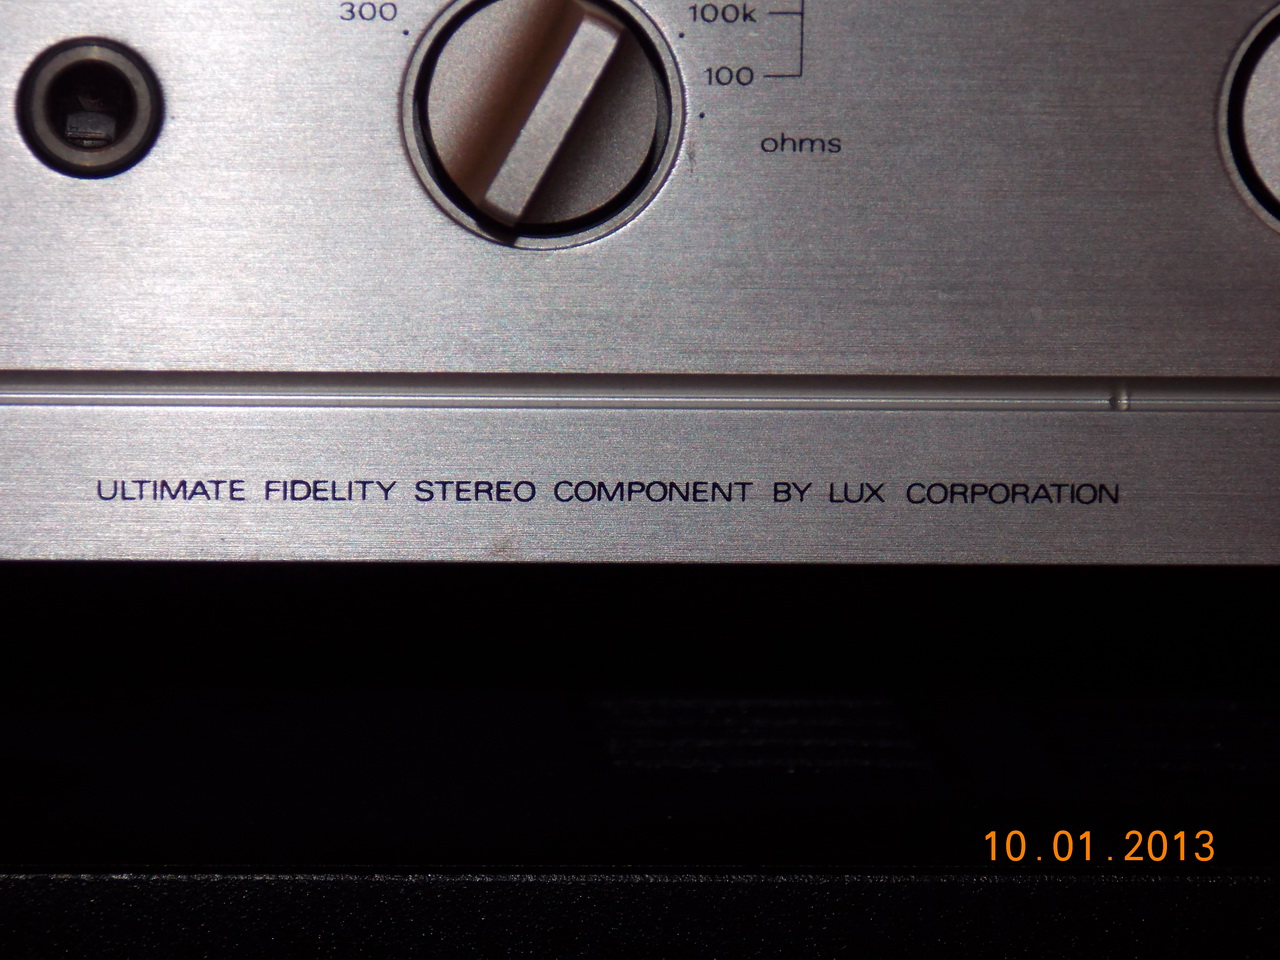 300
100k
100
ohms
ULTIMATE FIDELITY STEREO COMPONENT BY LUX CORPORATION
10.01.2013